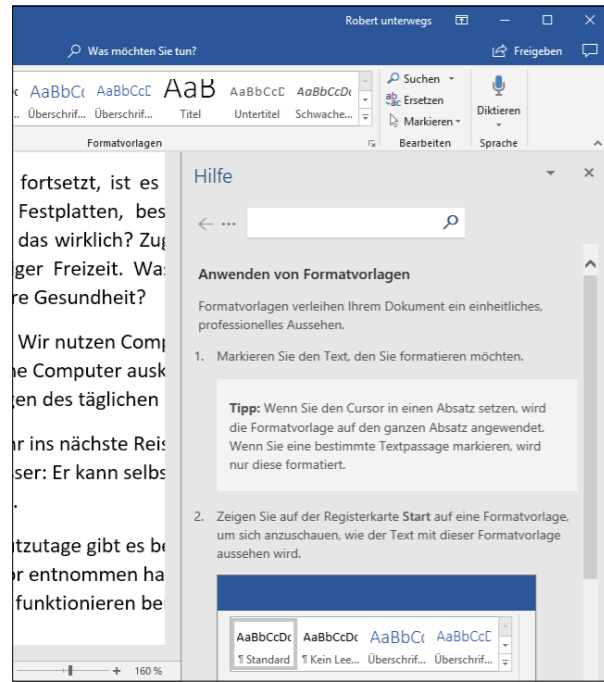 Robert unterwegs
Was möchten Sie tun?
Freigeben
AaBbCc AaBbCcD AaB AaBbCcD AaBbCcDc
... Überschrif... Überschrif... Titel Untertitel Schwache...
Suchen
Ersetzen
Markieren
Diktieren
Formatvorlagen
Bearbeiten
Sprache
fortsetzt, ist es
Festplatten, bes
das wirklich? Zug
iger Freizeit. Wa
re Gesundheit?
Wir nutzen Comp
ne Computer ausk
gen des täglichen
hr ins nächste Reis
sser: Er kann selbs
.
utzutage gibt es be
or entnommen ha
funktionieren be
160 %
Hilfe
Anwenden von Formatvorlagen
Formatvorlagen verleihen Ihrem Dokument ein einheitliches,
professionelles Aussehen.
1. Markieren Sie den Text, den Sie formatieren möchten.
Tipp: Wenn Sie den Cursor in einen Absatz setzen, wird
die Formatvorlage auf den ganzen Absatz angewendet.
Wenn Sie eine bestimmte Textpassage markieren, wird
nur diese formatiert.
2. Zeigen Sie auf der Registerkarte Start auf eine Formatvorlage,
um sich anzuschauen, wie der Text mit dieser Formatvorlage
aussehen wird.
AaBbCcDc AaBbCcDc AaBbCc AaBbCcD
¶ Standard ¶ Kein Lee... Überschrif... Überschrif...